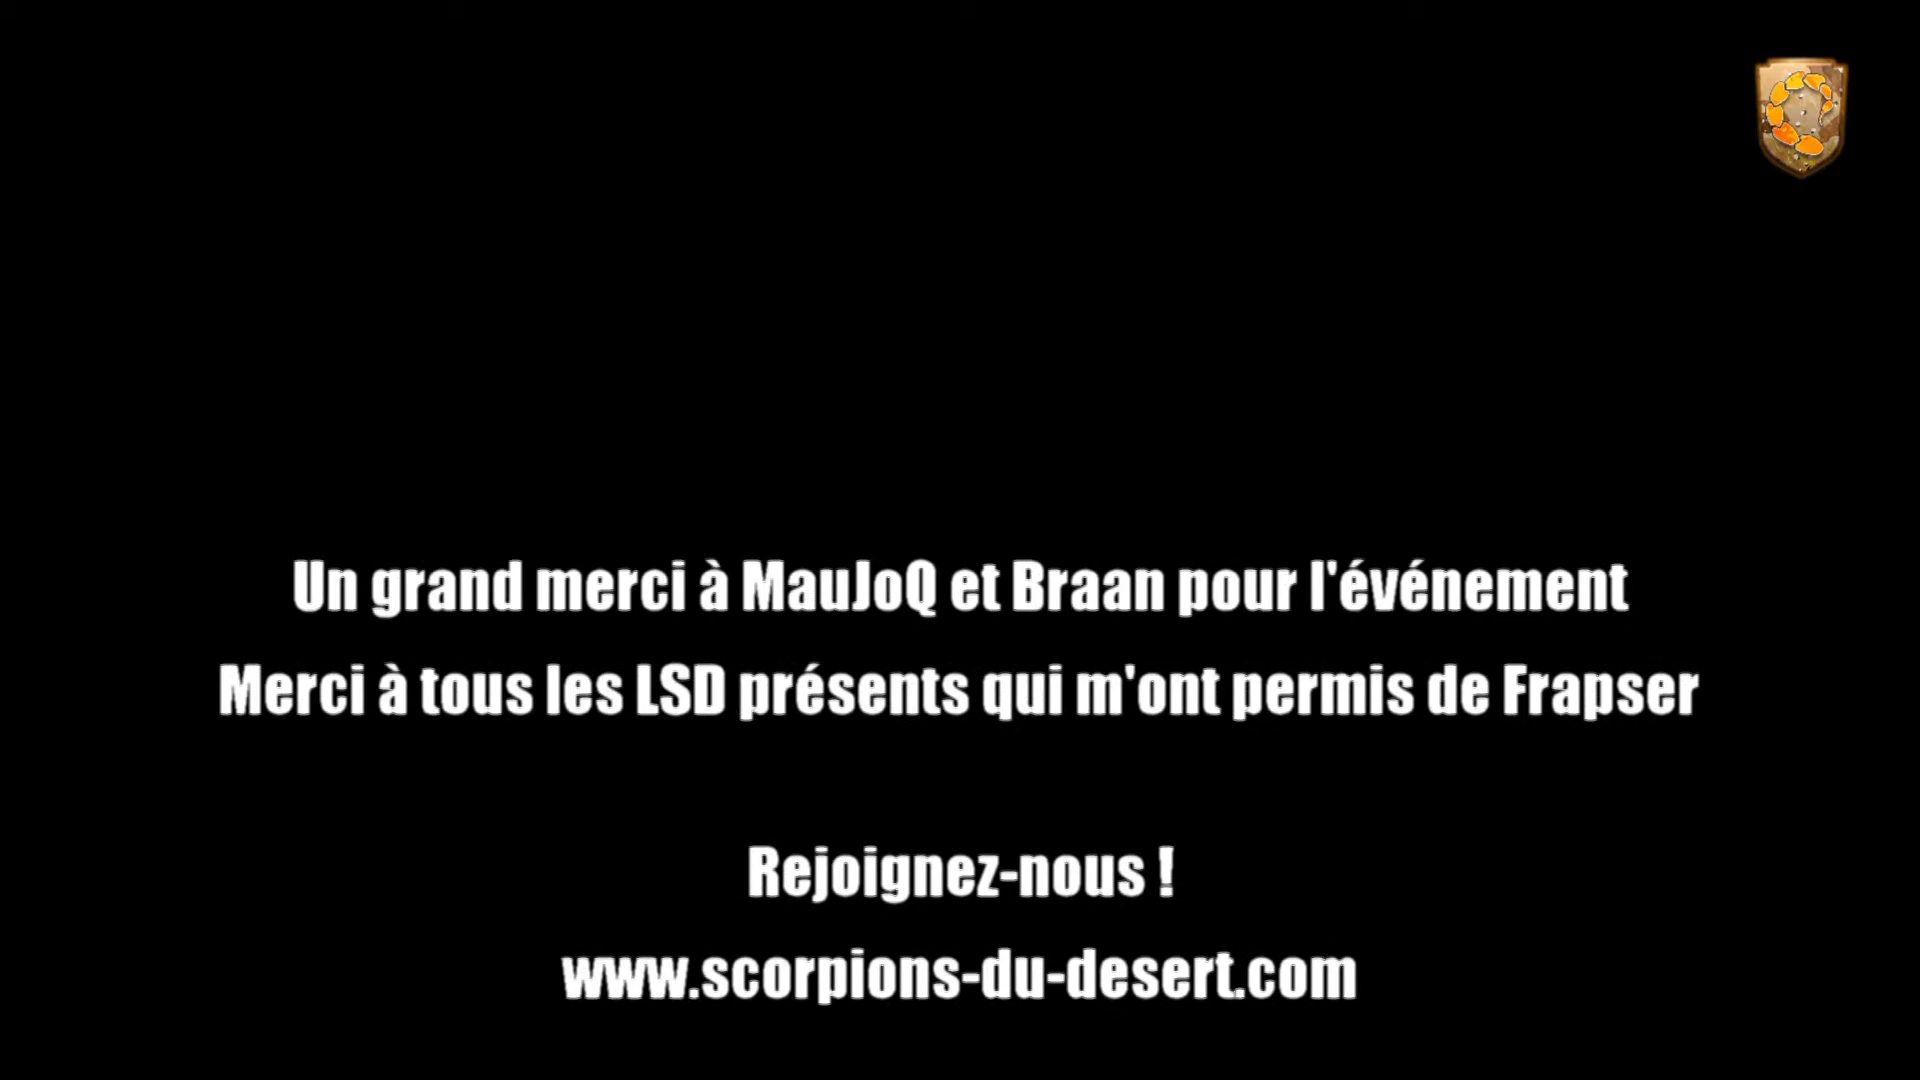 Un grand merci à MauJoQ et Braan pour l'événement
Merci à tous les LSD présents qui m'ont permis de Frapser
Rejoignez-nous !
www.scorpions-du-desert.com